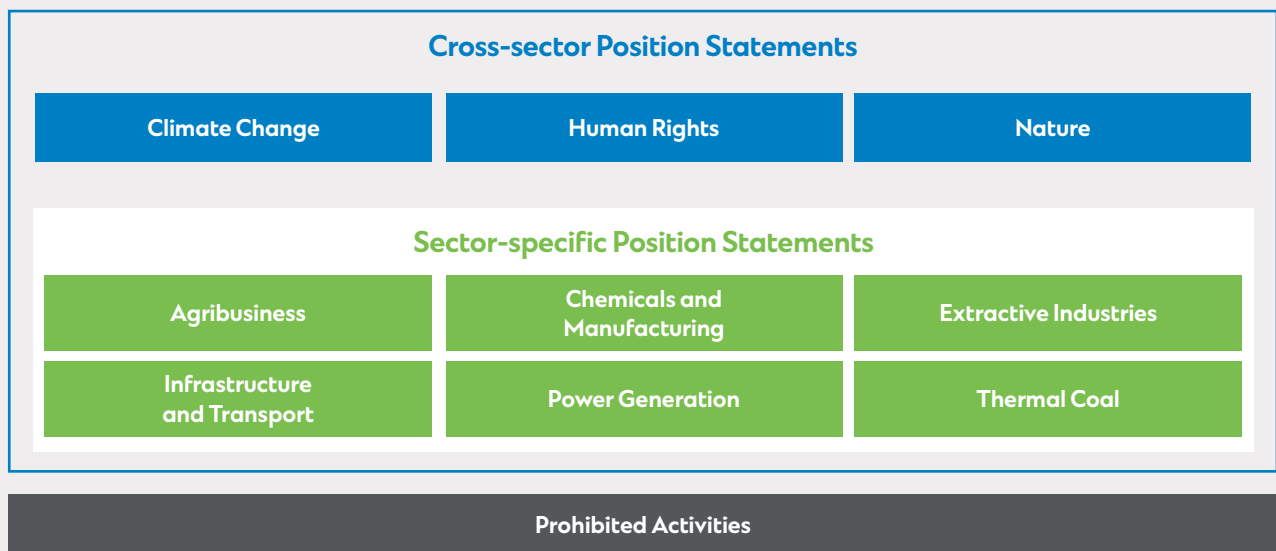 Cross-sector Position Statements
Climate Change
Human Rights
Nature
Sector-specific Position Statements
Agribusiness
Chemicals and
Manufacturing
Extractive Industries
Infrastructure
and Transport
Power Generation
Thermal Coal
Prohibited Activities